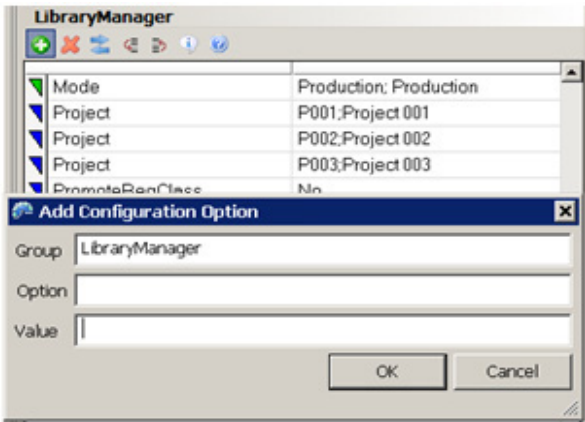 LibraryManager
Mode Production; Production
Project P001;Project 001
Project P002;Project 002
Project P003;Project 003
PromoteReqClass No
Add Configuration Option
Group LibraryManager
Option
Value
OK Cancel